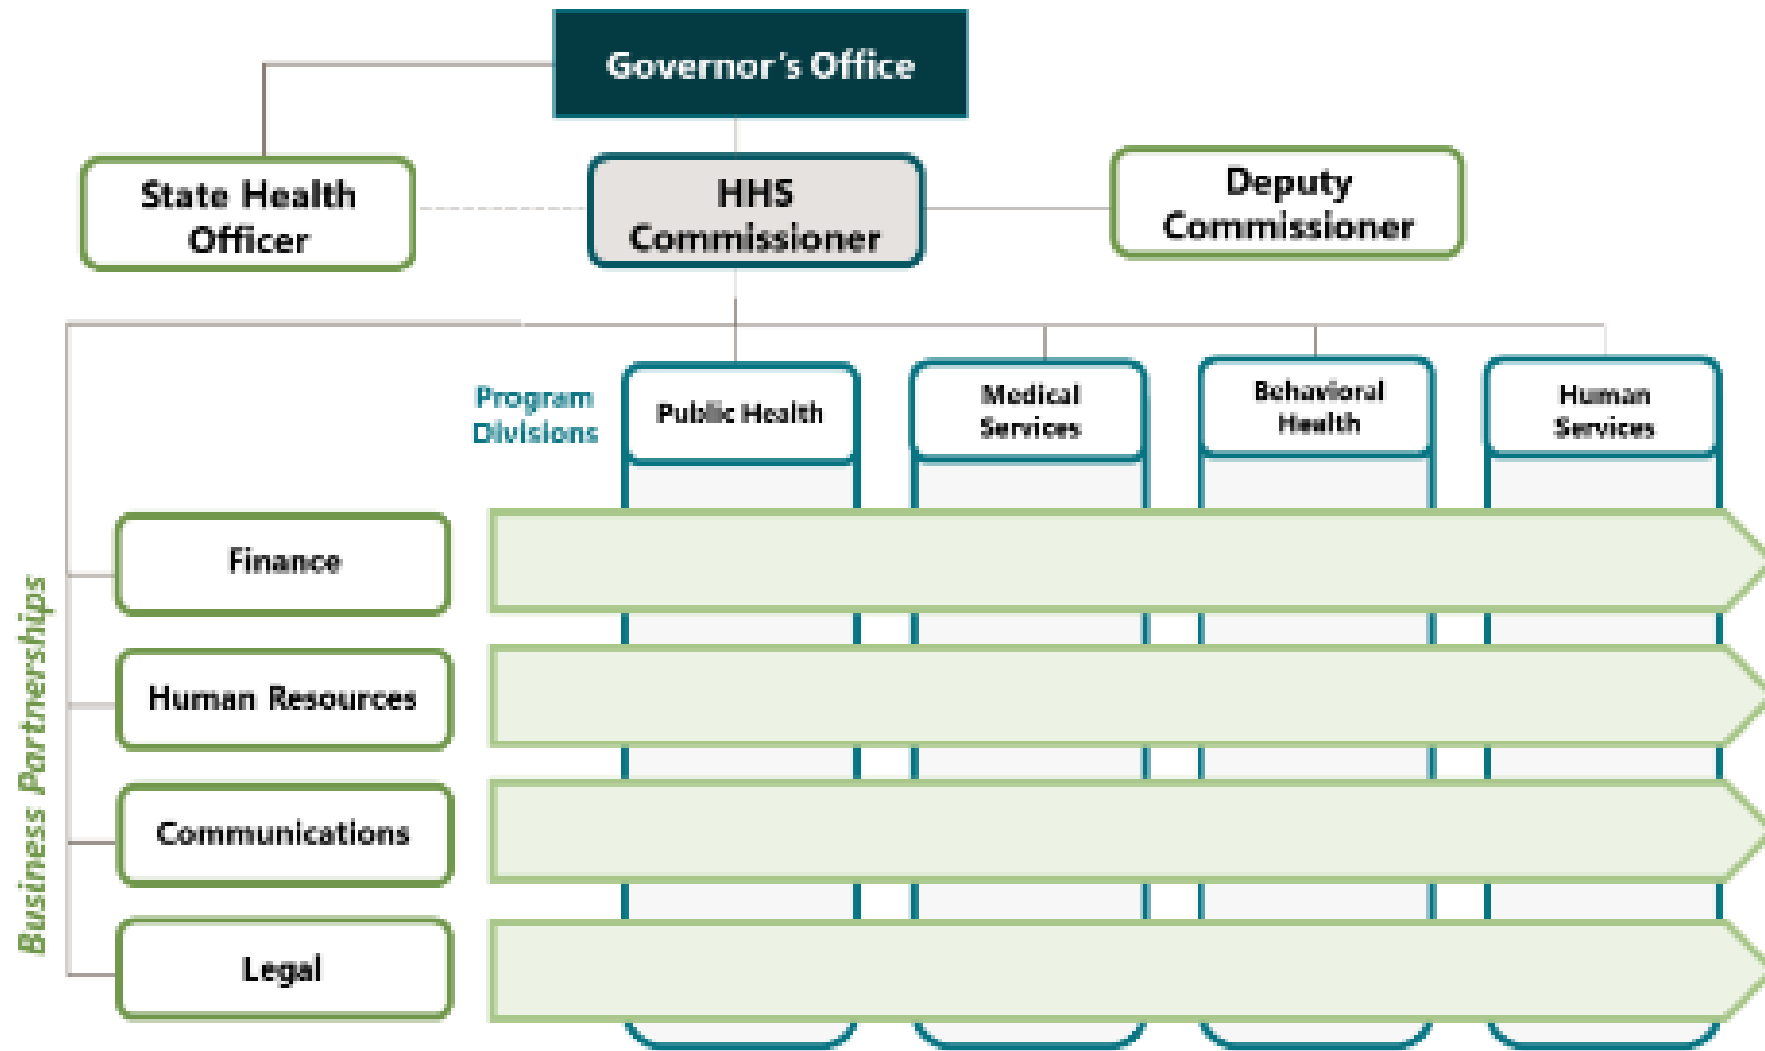 Governor's Office
State Health
Officer
HHS
Commissioner
Deputy
Commissioner
Program
Divisions
Public Health
Medical
Services
Behavioral
Health
Human
Services
Business Partnerships
Finance
Human Resources
Communications
Legal